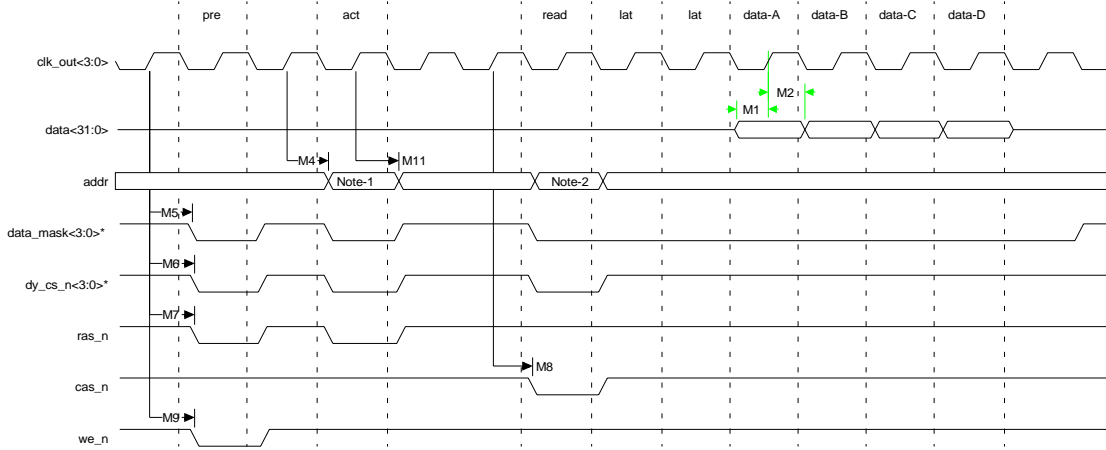 pre act read lat lat data-A data-B data-C data-D
clk_out<3:0>
M2
M1
data<31:0>
M4 M11
addr Note-1 Note-2
M5
data_mask<3:0>*
M6
dy_cs_n<3:0>*
M7
ras_n
M8
cas_n
M9
we_n